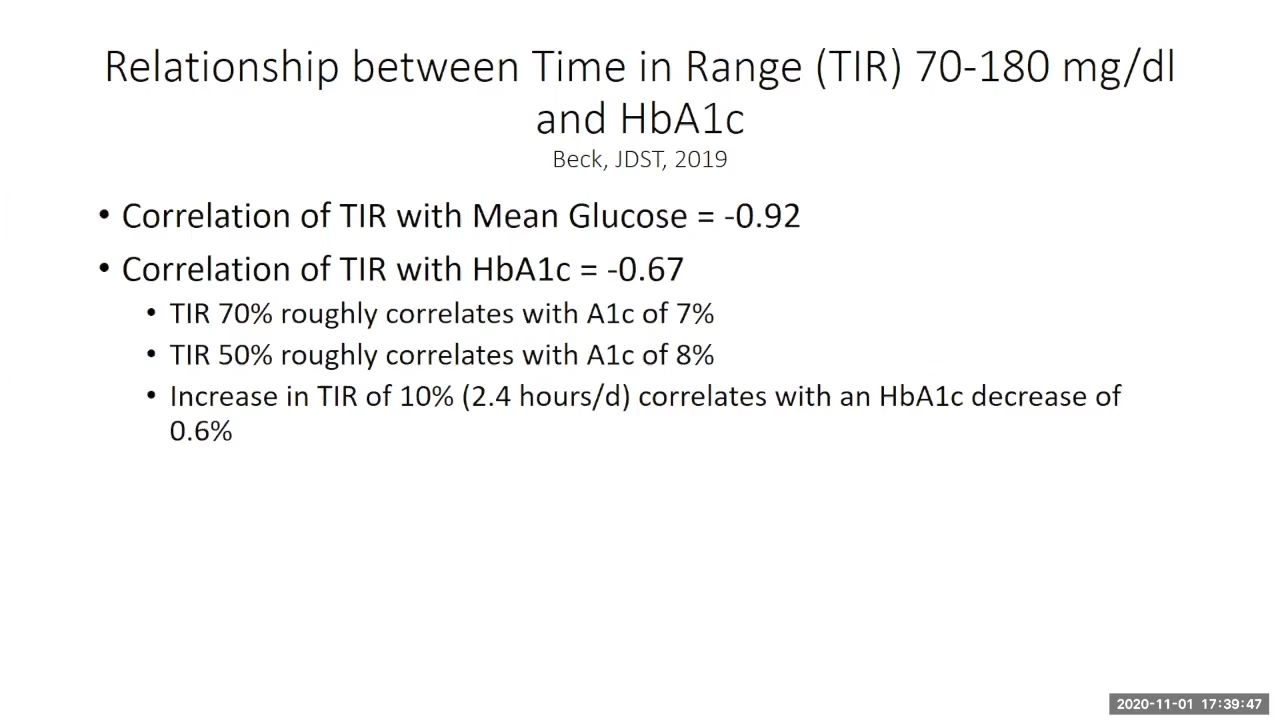 Relationship between Time in Range (TIR) 70-180 mg/dl
and HbA1c
Beck, JDST, 2019
• Correlation of TIR with Mean Glucose = -0.92
• Correlation of TIR with HbA1c = -0.67
• TIR 70% roughly correlates with A1c of 7%
• TIR 50% roughly correlates with A1c of 8%
• Increase in TIR of 10% (2.4 hours/d) correlates with an HbA1c decrease of
0.6%
2020-11-01 17:39:47